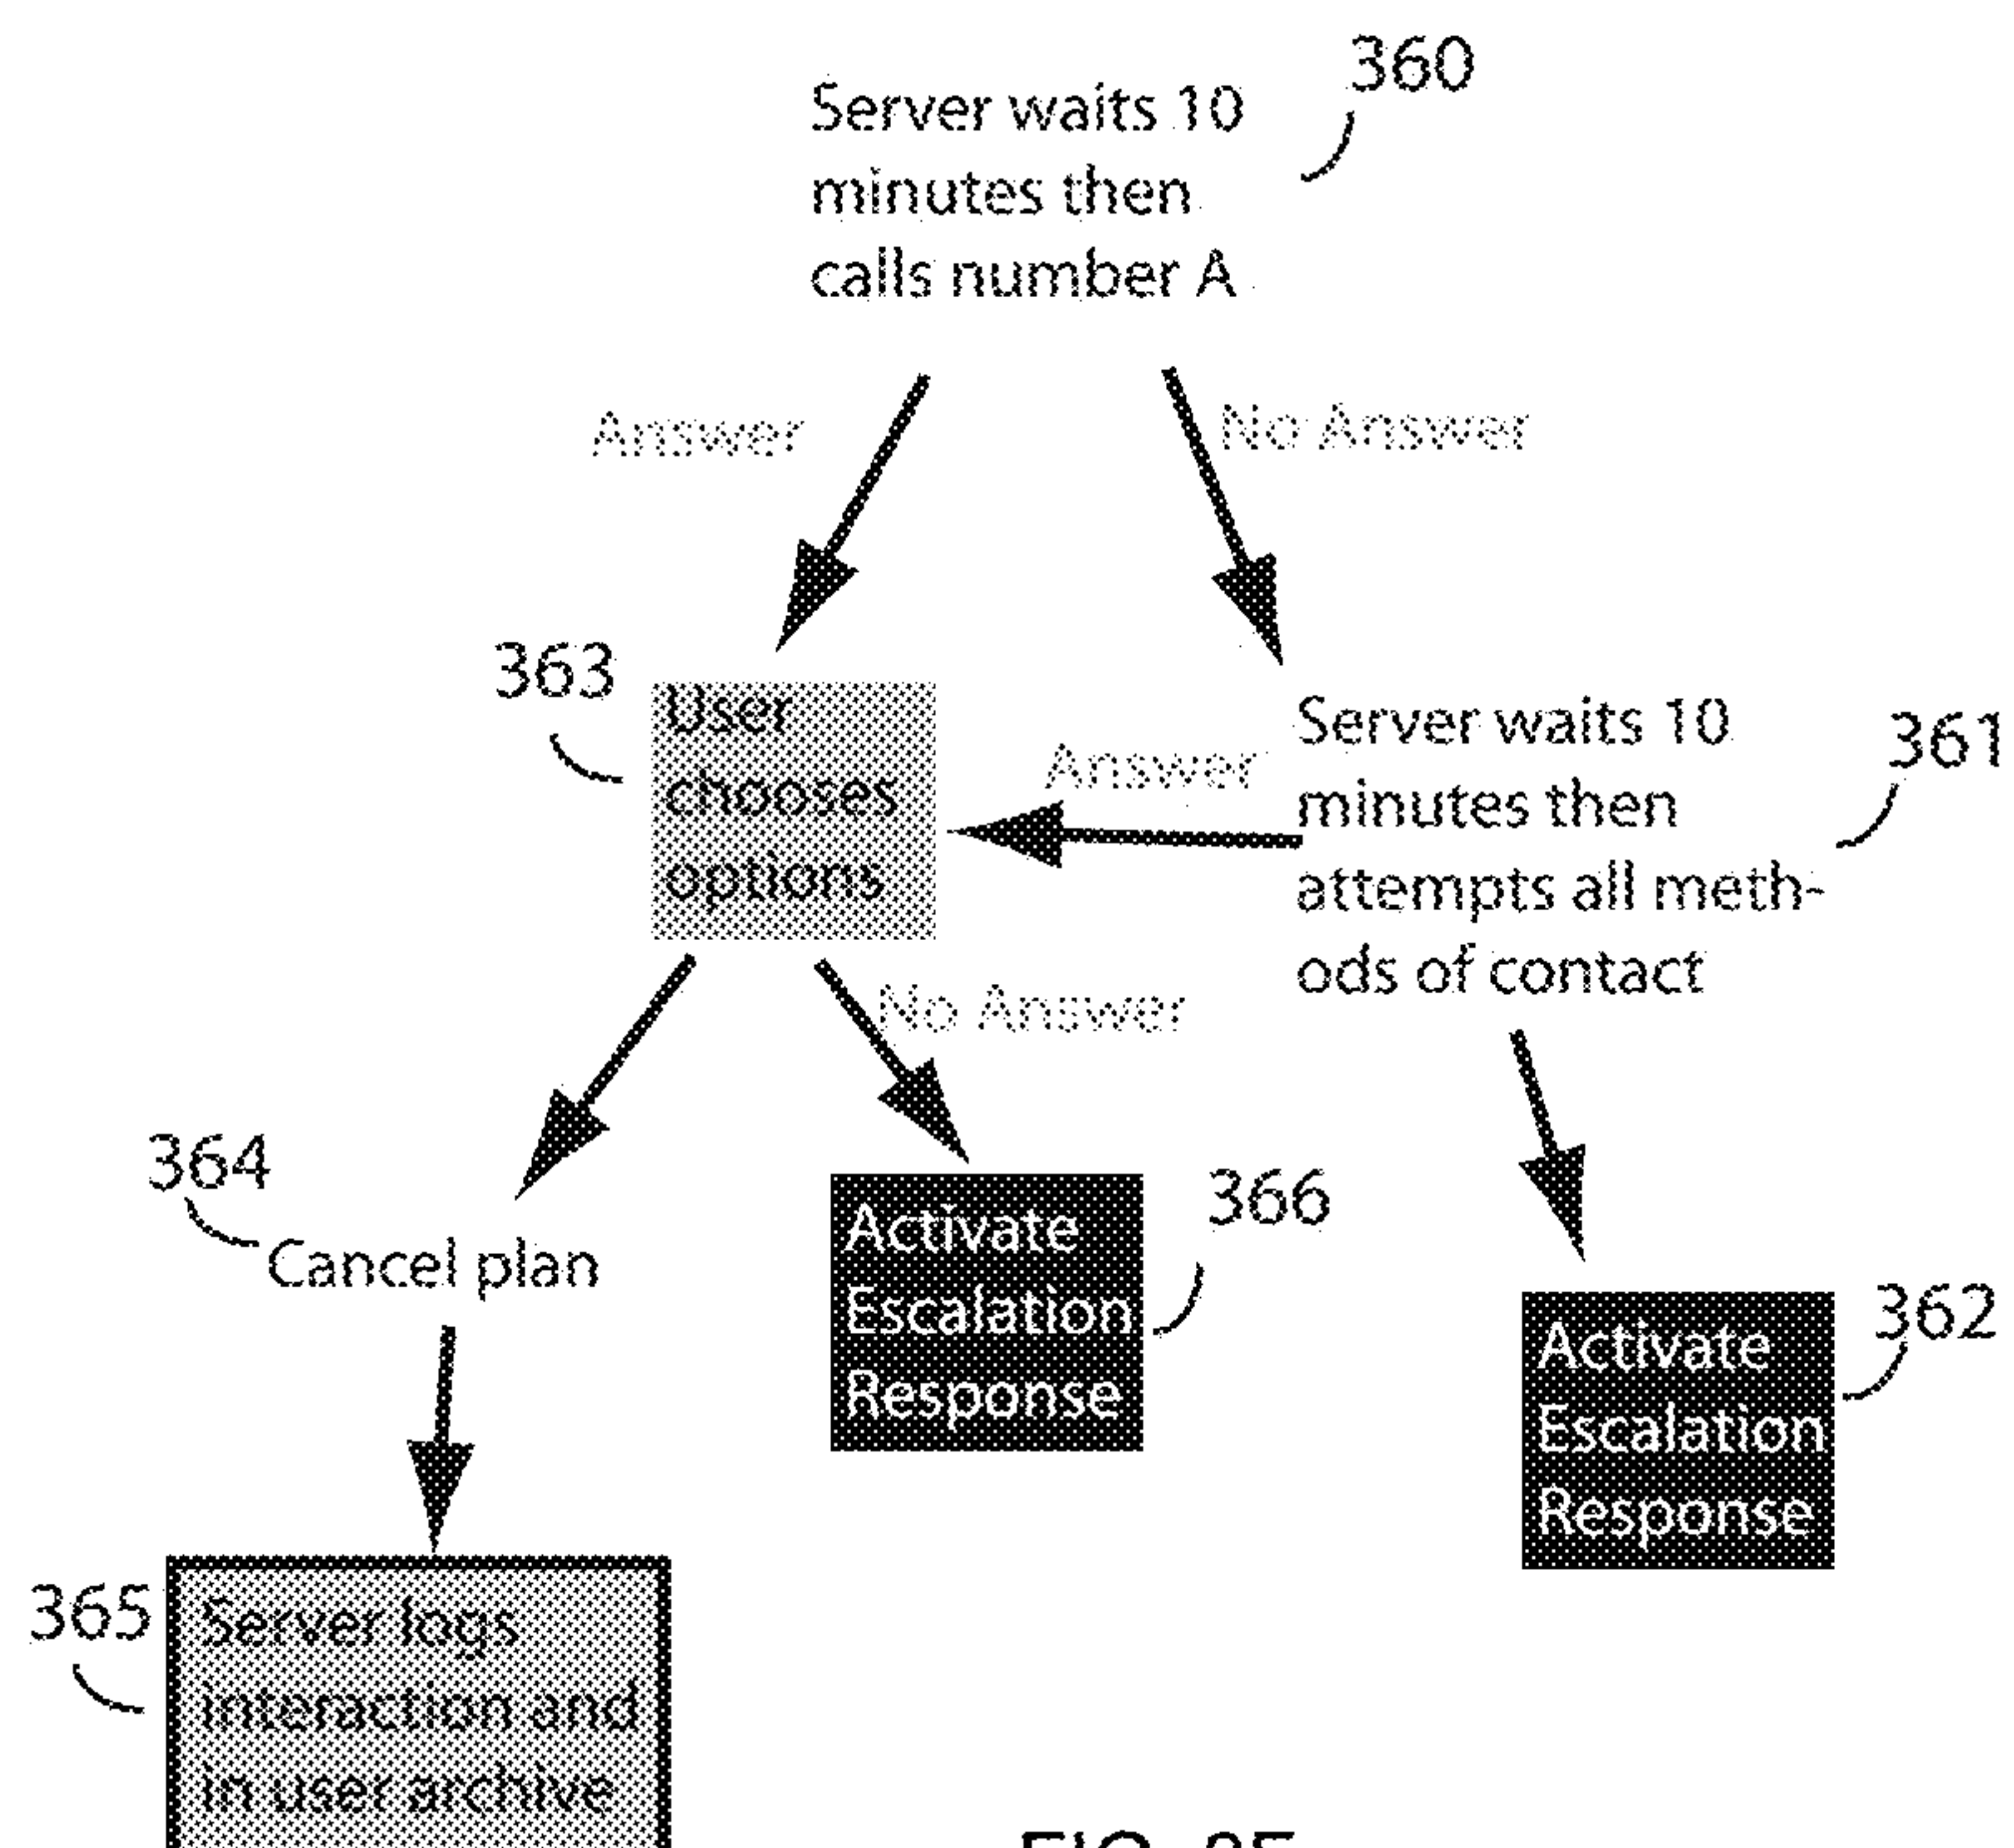 360
Server waits 10
minutes then
calls number A
Answer
No Answer
363
User
chooses
options
Answer
Server waits 10
minutes then
attempts all meth-
ods of contact
361
No Answer
364
Cancel plan
Activate
Escalation
Response
366
Activate
Escalation
Response
362
365
Server logs
interaction and
in user archive